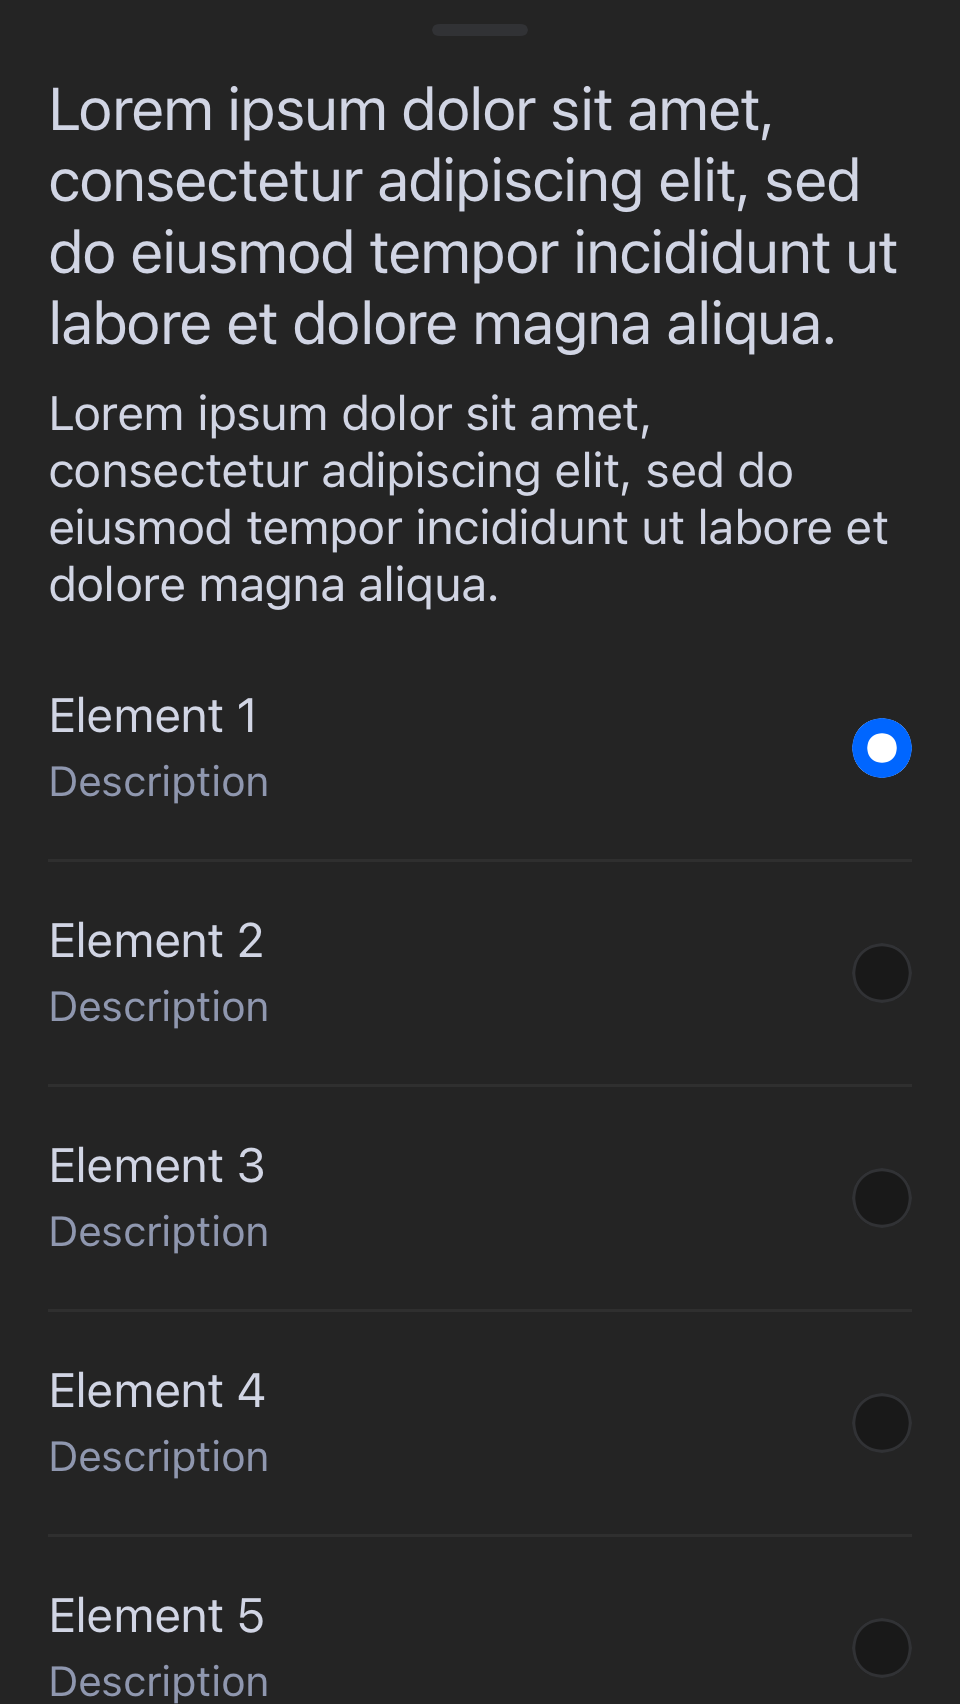 Lorem ipsum dolor sit amet,
consectetur adipiscing elit, sed
do eiusmod tempor incididunt ut
labore et dolore magna aliqua.
Lorem ipsum dolor sit amet,
consectetur adipiscing elit, sed do
eiusmod tempor incididunt ut labore et
dolore magna aliqua.
Element 1
Description
Element 2
Description
Element 3
Description
Element 4
Description
Element 5
Description